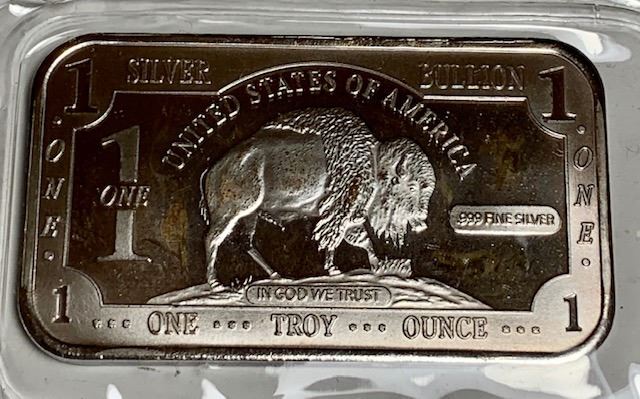 1 SILVER BULLION 1
UNITED STATES OF AMERICA
ONE
1
ONE
ONE
.999 FINE SILVER
IN GOD WE TRUST
1 ONE TROY OUNCE 1